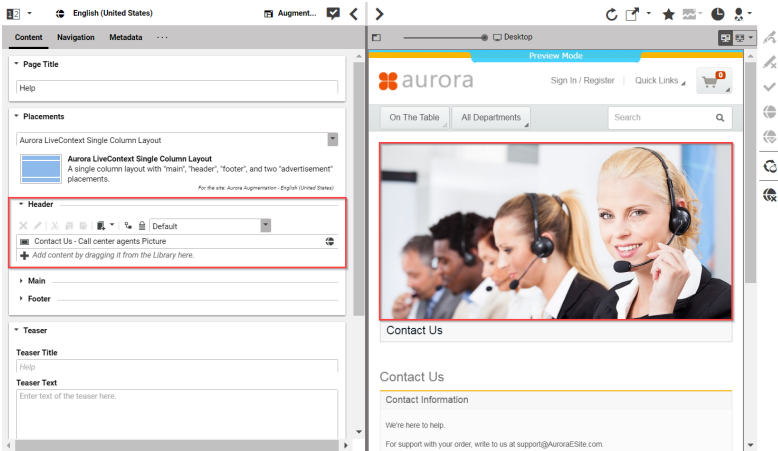 English (United States)
Augment...
Content Navigation Metadata ···
Page Title
Help
Placements
Aurora LiveContext Single Column Layout
Aurora LiveContext Single Column Layout
A single column layout with "main", "header", "footer", and two "advertisement"
placements.
For the site: Aurora Augmentation - English (United States)
Header
Default
Contact Us - Call center agents Picture
Add content by dragging it from the Library here.
Main
Footer
Teaser
Teaser Title
Help
Teaser Text
Enter text of the teaser here.
Desktop
Preview Mode
aurora
Sign In / Register
Quick Links
0
On The Table
All Departments
Search
Contact Us
Contact Us
Contact Information
We're here to help.
For support with your order, write to us at support@AuroraESite.com.